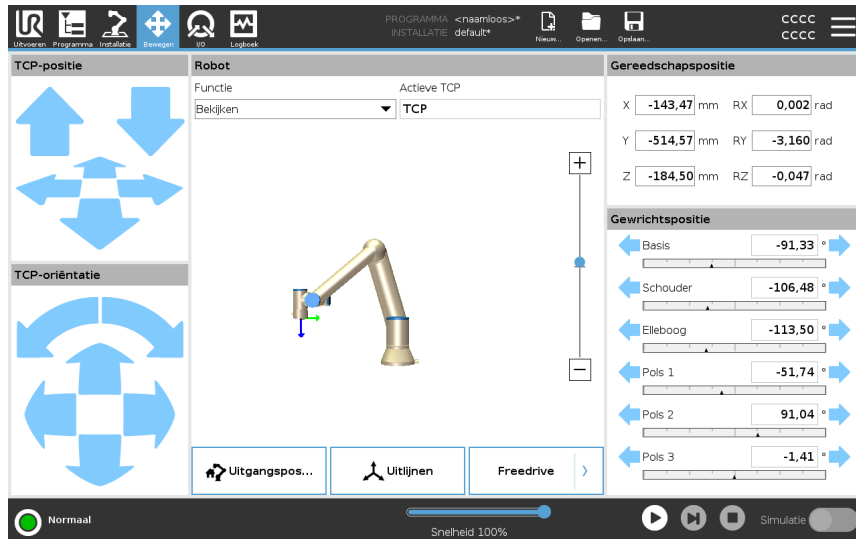 UR
PROGRAMMA <naamloos>*
INSTALLATIE default*
Uitvoeren Programma Installatie Bewegen I/O Logboek
Nieuw... Openen... Opslaan...
CCCC
CCCC
TCP-positie
Robot
Functie
Actieve TCP
Bekijken
TCP
Gereedschapspositie
X -143,47 mm RX 0,002 rad
Y -514,57 mm RY -3,160 rad
Z -184,50 mm RZ -0,047 rad
Gewrichtspositie
Basis -91,33 °
Schouder -106,48 °
Elleboog -113,50 °
Pols 1 -51,74 °
Pols 2 91,04 °
Pols 3 -1,41 °
TCP-oriëntatie
Uitgangspos...
Uitlijnen
Freedrive
Normaal
Snelheid 100%
Simulatie